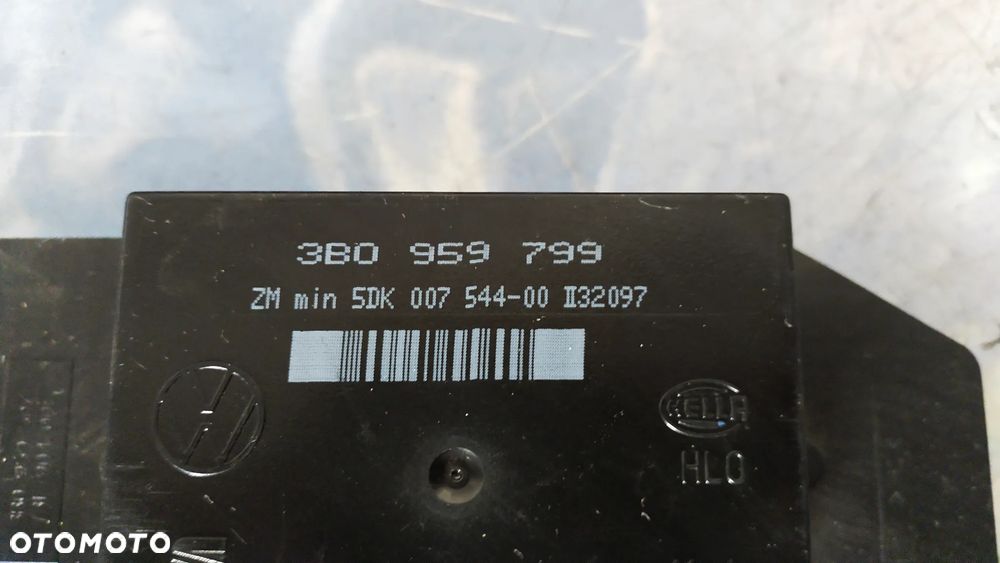 3B0 959 799
ZM min 5DK 007 544-00 II32097
HELLA
HLO
OTOMOTO